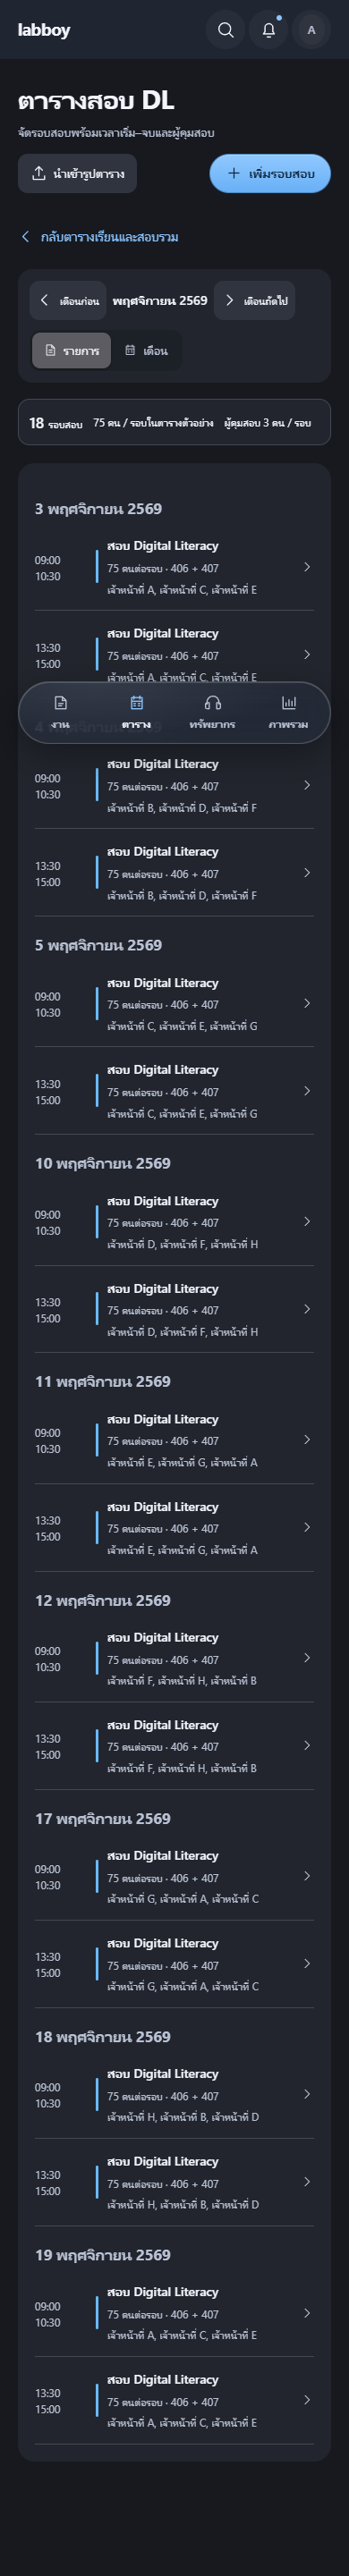 labboy
A
ตารางสอบ DL
จัดรอบสอบพร้อมเวลาเริ่ม–จบและผู้คุมสอบ
นำเข้ารูปตาราง
เพิ่มรอบสอบ
กลับตารางเรียนและสอบรวม
เดือนก่อน
พฤศจิกายน 2569
เดือนถัดไป
รายการ
เดือน
18 รอบสอบ 75 คน / รอบในตารางตัวอย่าง ผู้คุมสอบ 3 คน / รอบ
3 พฤศจิกายน 2569
09:00
10:30
สอบ Digital Literacy
75 คนต่อรอบ · 406 + 407
เจ้าหน้าที่ A, เจ้าหน้าที่ C, เจ้าหน้าที่ E
13:30
15:00
สอบ Digital Literacy
75 คนต่อรอบ · 406 + 407
เจ้าหน้าที่ A, เจ้าหน้าที่ C, เจ้าหน้าที่ E
4 พฤศจิกายน 2569
งาน
ตาราง
ทรัพยากร
ภาพรวม
09:00
10:30
สอบ Digital Literacy
75 คนต่อรอบ · 406 + 407
เจ้าหน้าที่ B, เจ้าหน้าที่ D, เจ้าหน้าที่ F
13:30
15:00
สอบ Digital Literacy
75 คนต่อรอบ · 406 + 407
เจ้าหน้าที่ B, เจ้าหน้าที่ D, เจ้าหน้าที่ F
5 พฤศจิกายน 2569
09:00
10:30
สอบ Digital Literacy
75 คนต่อรอบ · 406 + 407
เจ้าหน้าที่ C, เจ้าหน้าที่ E, เจ้าหน้าที่ G
13:30
15:00
สอบ Digital Literacy
75 คนต่อรอบ · 406 + 407
เจ้าหน้าที่ C, เจ้าหน้าที่ E, เจ้าหน้าที่ G
10 พฤศจิกายน 2569
09:00
10:30
สอบ Digital Literacy
75 คนต่อรอบ · 406 + 407
เจ้าหน้าที่ D, เจ้าหน้าที่ F, เจ้าหน้าที่ H
13:30
15:00
สอบ Digital Literacy
75 คนต่อรอบ · 406 + 407
เจ้าหน้าที่ D, เจ้าหน้าที่ F, เจ้าหน้าที่ H
11 พฤศจิกายน 2569
09:00
10:30
สอบ Digital Literacy
75 คนต่อรอบ · 406 + 407
เจ้าหน้าที่ E, เจ้าหน้าที่ G, เจ้าหน้าที่ A
13:30
15:00
สอบ Digital Literacy
75 คนต่อรอบ · 406 + 407
เจ้าหน้าที่ E, เจ้าหน้าที่ G, เจ้าหน้าที่ A
12 พฤศจิกายน 2569
09:00
10:30
สอบ Digital Literacy
75 คนต่อรอบ · 406 + 407
เจ้าหน้าที่ F, เจ้าหน้าที่ H, เจ้าหน้าที่ B
13:30
15:00
สอบ Digital Literacy
75 คนต่อรอบ · 406 + 407
เจ้าหน้าที่ F, เจ้าหน้าที่ H, เจ้าหน้าที่ B
17 พฤศจิกายน 2569
09:00
10:30
สอบ Digital Literacy
75 คนต่อรอบ · 406 + 407
เจ้าหน้าที่ G, เจ้าหน้าที่ A, เจ้าหน้าที่ C
13:30
15:00
สอบ Digital Literacy
75 คนต่อรอบ · 406 + 407
เจ้าหน้าที่ G, เจ้าหน้าที่ A, เจ้าหน้าที่ C
18 พฤศจิกายน 2569
09:00
10:30
สอบ Digital Literacy
75 คนต่อรอบ · 406 + 407
เจ้าหน้าที่ H, เจ้าหน้าที่ B, เจ้าหน้าที่ D
13:30
15:00
สอบ Digital Literacy
75 คนต่อรอบ · 406 + 407
เจ้าหน้าที่ H, เจ้าหน้าที่ B, เจ้าหน้าที่ D
19 พฤศจิกายน 2569
09:00
10:30
สอบ Digital Literacy
75 คนต่อรอบ · 406 + 407
เจ้าหน้าที่ A, เจ้าหน้าที่ C, เจ้าหน้าที่ E
13:30
15:00
สอบ Digital Literacy
75 คนต่อรอบ · 406 + 407
เจ้าหน้าที่ A, เจ้าหน้าที่ C, เจ้าหน้าที่ E